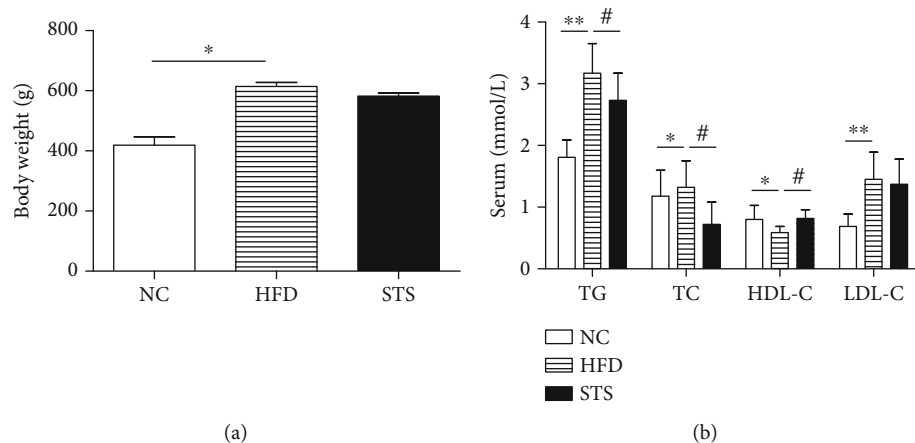 800
600
400
200
0
Body weight (g)
*
NC HFD STS
(a)
4
3
2
1
0
Serum (mmol/L)
** #
* #
* #
**
TG TC HDL-C LDL-C
NC
HFD
STS
(b)